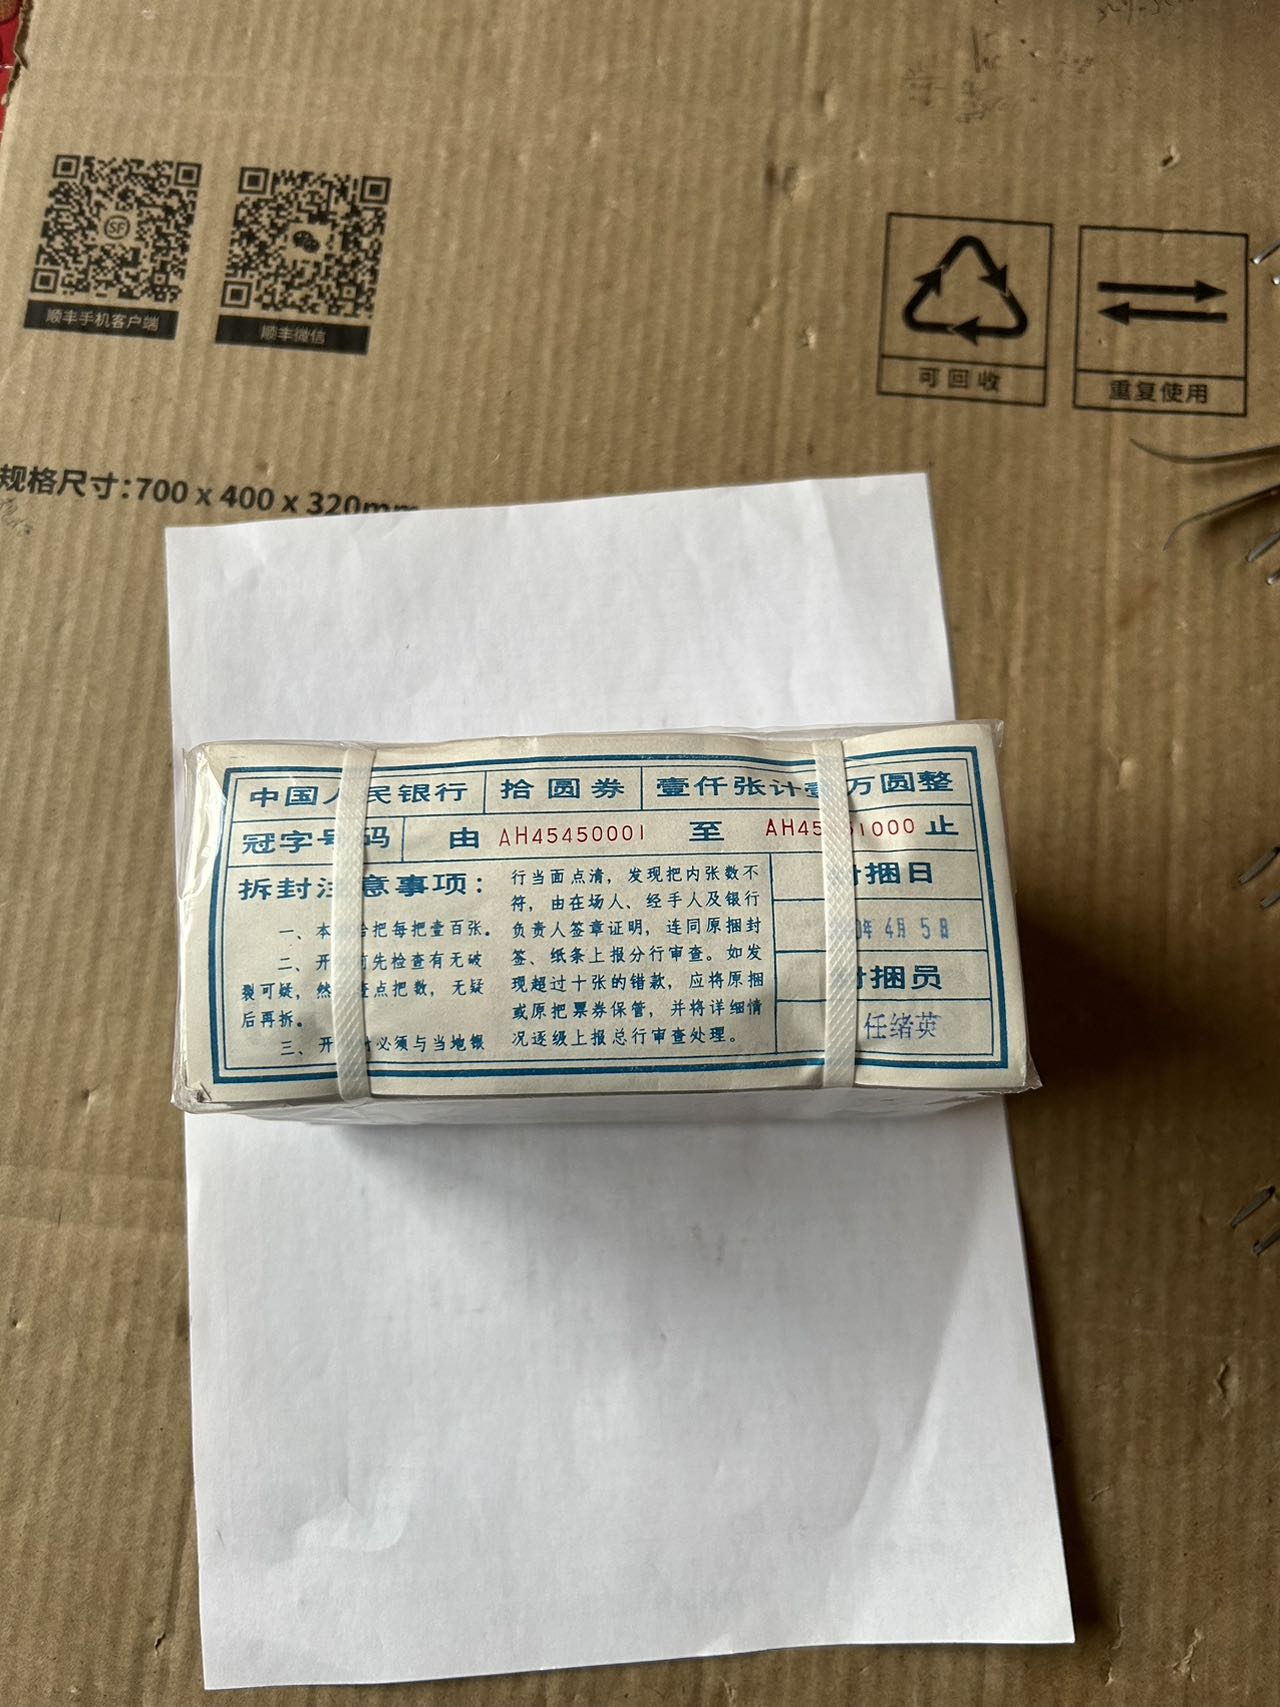 SF
顺丰手机客户端
顺丰微信
可回收
重复使用
规格尺寸:700 x 400 x 320mm
中国人民银行 拾圆券 壹仟张计 万圆整
冠字号码 由 AH45450001 至 AH45 1000 止
拆封注意事项:
一、本 把每把壹百张。
二、开 前先检查有无破
裂可疑,然 查点把数,无疑
后再拆。
三、开 必须与当地银
行当面点清,发现把内张数不
符,由在场人、经手人及银行
负责人签章证明,连同原捆封
签、纸条上报分行审查。如发
现超过十张的错款,应将原捆
或原把票券保管,并将详细情
况逐级上报总行审查处理。
捆日
年 4月 5日
捆员
任绪英